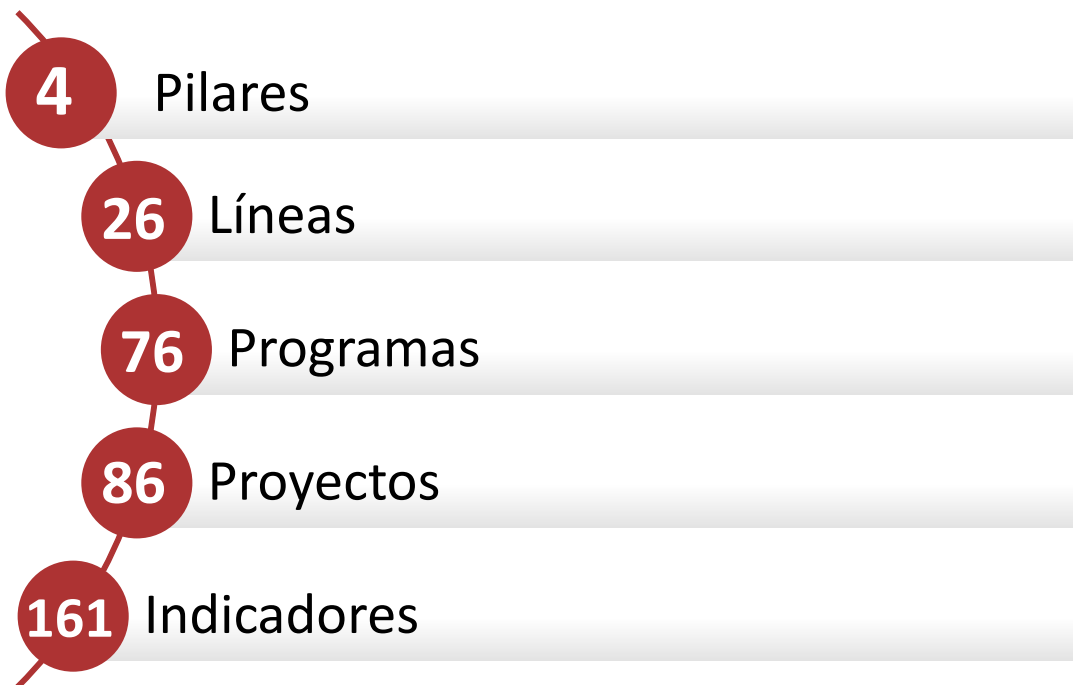 4 Pilares
26 Líneas
76 Programas
86 Proyectos
161 Indicadores